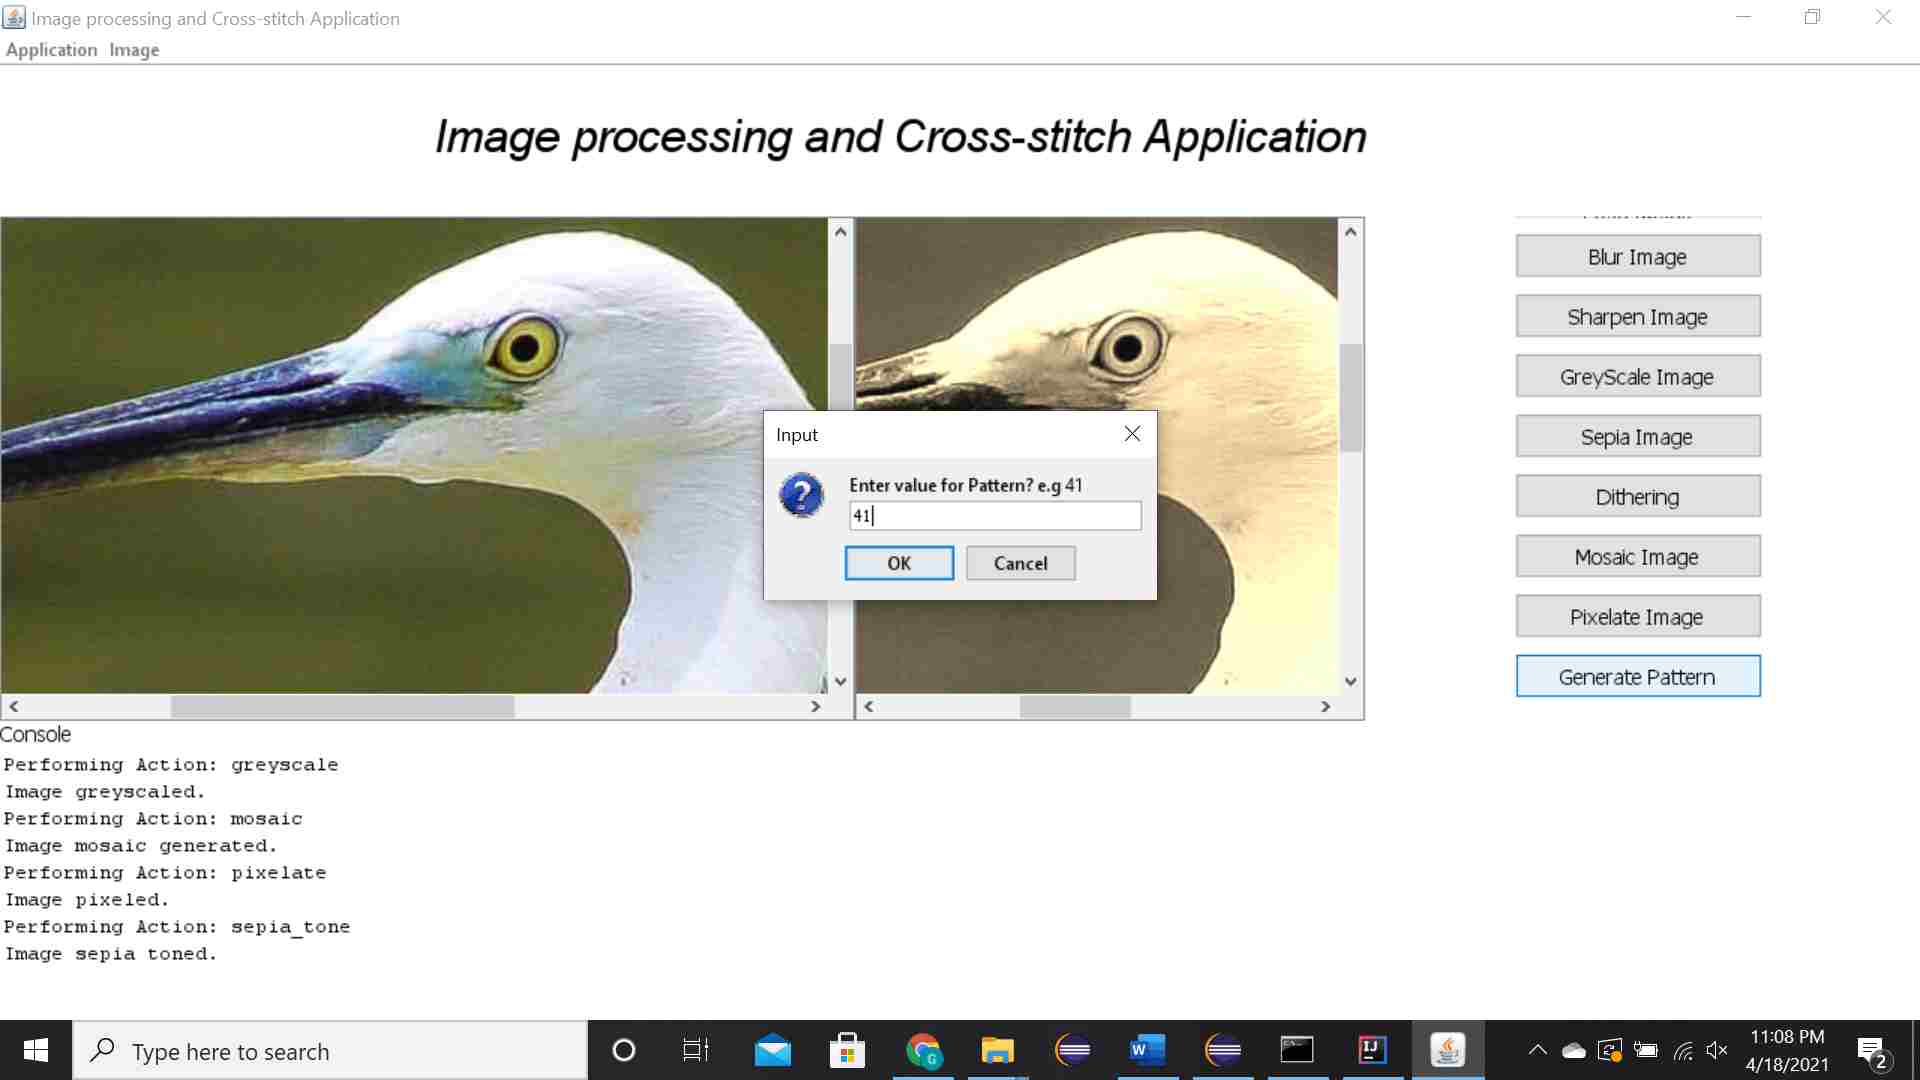 Image processing and Cross-stitch Application
Application Image
Image processing and Cross-stitch Application
Blur Image
Sharpen Image
GreyScale Image
Sepia Image
Dithering
Mosaic Image
Pixelate Image
Generate Pattern
Input
Enter value for Pattern? e.g 41
41
OK Cancel
Console
Performing Action: greyscale
Image greyscaled.
Performing Action: mosaic
Image mosaic generated.
Performing Action: pixelate
Image pixeled.
Performing Action: sepia_tone
Image sepia toned.
Type here to search
11:08 PM
4/18/2021
2